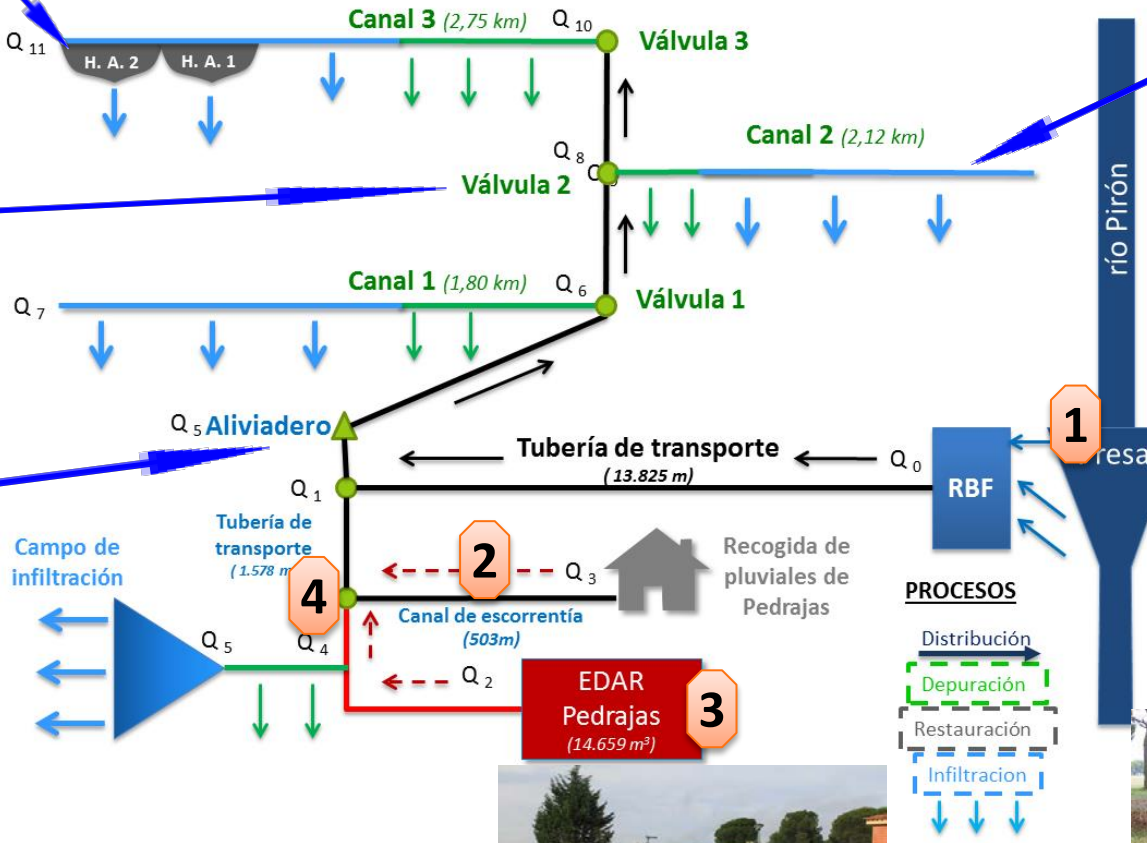 Canal 3 (2,75 km)
Q 10
Q 11
Válvula 3
H. A. 2
H. A. 1
Canal 2 (2,12 km)
Q 8
Válvula 2
río Pirón
Canal 1 (1,80 km)
Q 6
Q 7
Válvula 1
Q 5 Aliviadero
1
Tubería de transporte
( 13.825 m)
Q 0
RBF
Q 1
Tubería de
transporte
( 1.578 m
Campo de
infiltración
2
Q 3
Recogida de
pluviales de
Pedrajas
4
Canal de escorrentía
(503m)
PROCESOS
Q 5
Q 4
Q 2
EDAR
Pedrajas
(14.659 m³)
3
Distribución
Depuración
Restauración
Infiltracion